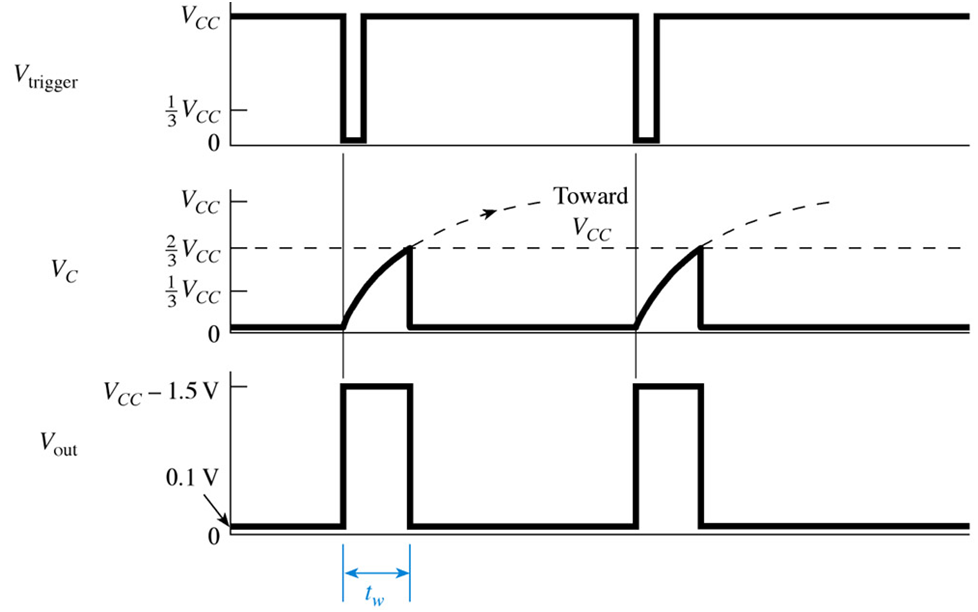 V_CC
V_trigger
1/3 V_CC
0
V_CC
Toward
V_CC
2/3 V_CC
V_C
1/3 V_CC
0
V_CC − 1.5 V
V_out
0.1 V
0
t_w